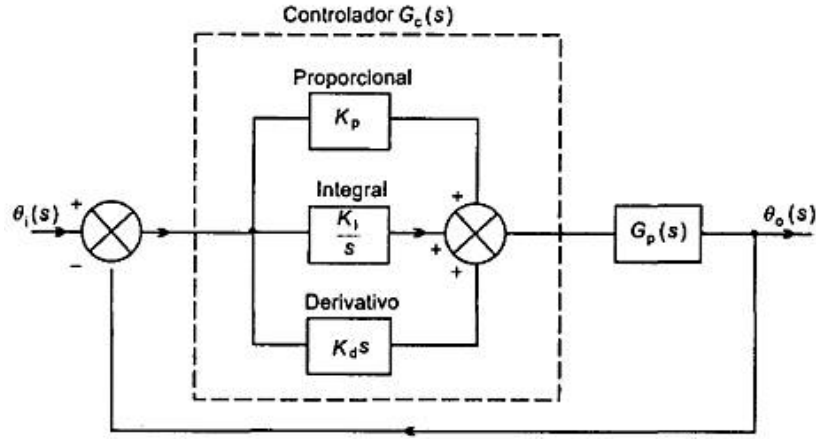 Controlador G_c(s)
Proporcional
K_p
Integral
θ_i(s)
+
−
K_i
s
+
+
+
G_p(s)
θ_o(s)
Derivativo
K_d s